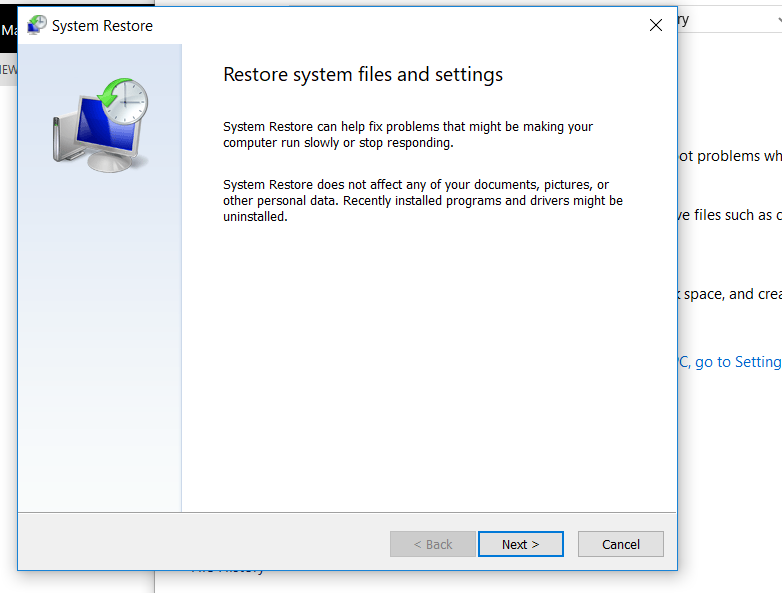 Ma
System Restore
ry
EW
Restore system files and settings
System Restore can help fix problems that might be making your
computer run slowly or stop responding.
ot problems wh
System Restore does not affect any of your documents, pictures, or
other personal data. Recently installed programs and drivers might be
uninstalled.
ve files such as c
space, and crea
PC, go to Setting
< Back
Next >
Cancel